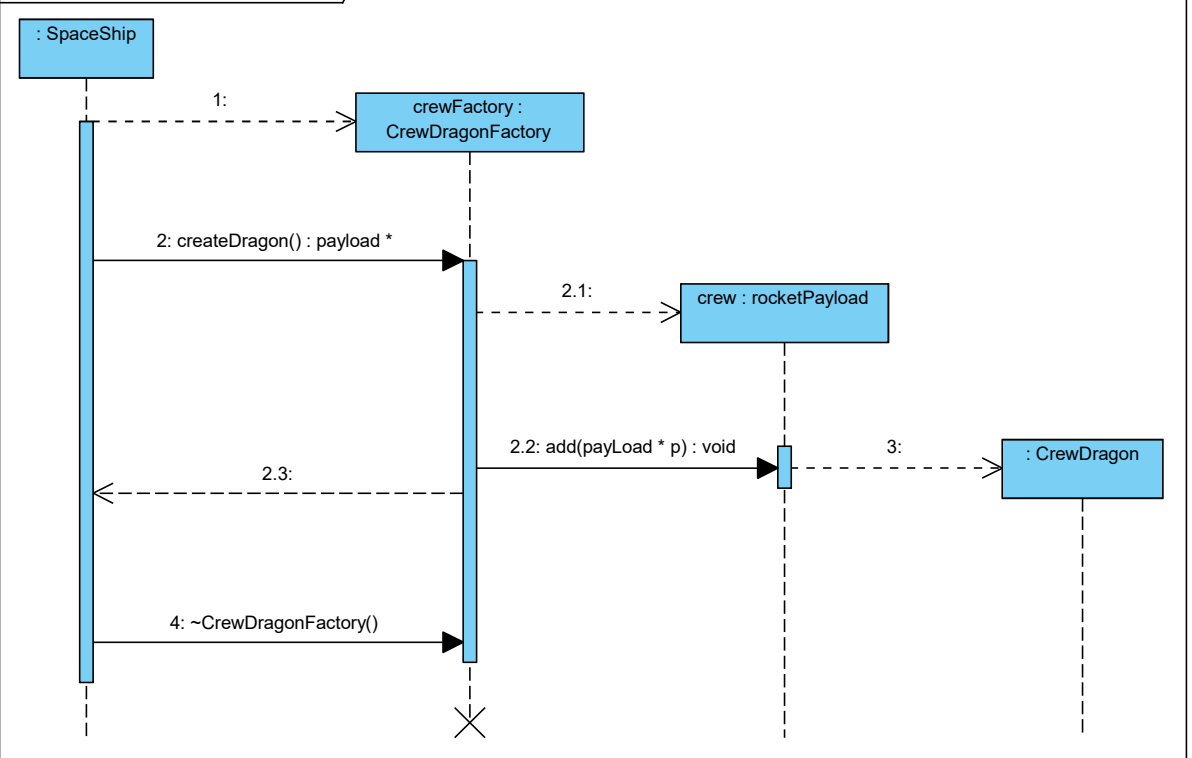 : SpaceShip
1:
crewFactory :
CrewDragonFactory
2: createDragon() : payload *
2.1:
crew : rocketPayload
2.2: add(payLoad * p) : void
3:
: CrewDragon
2.3:
4: ~CrewDragonFactory()